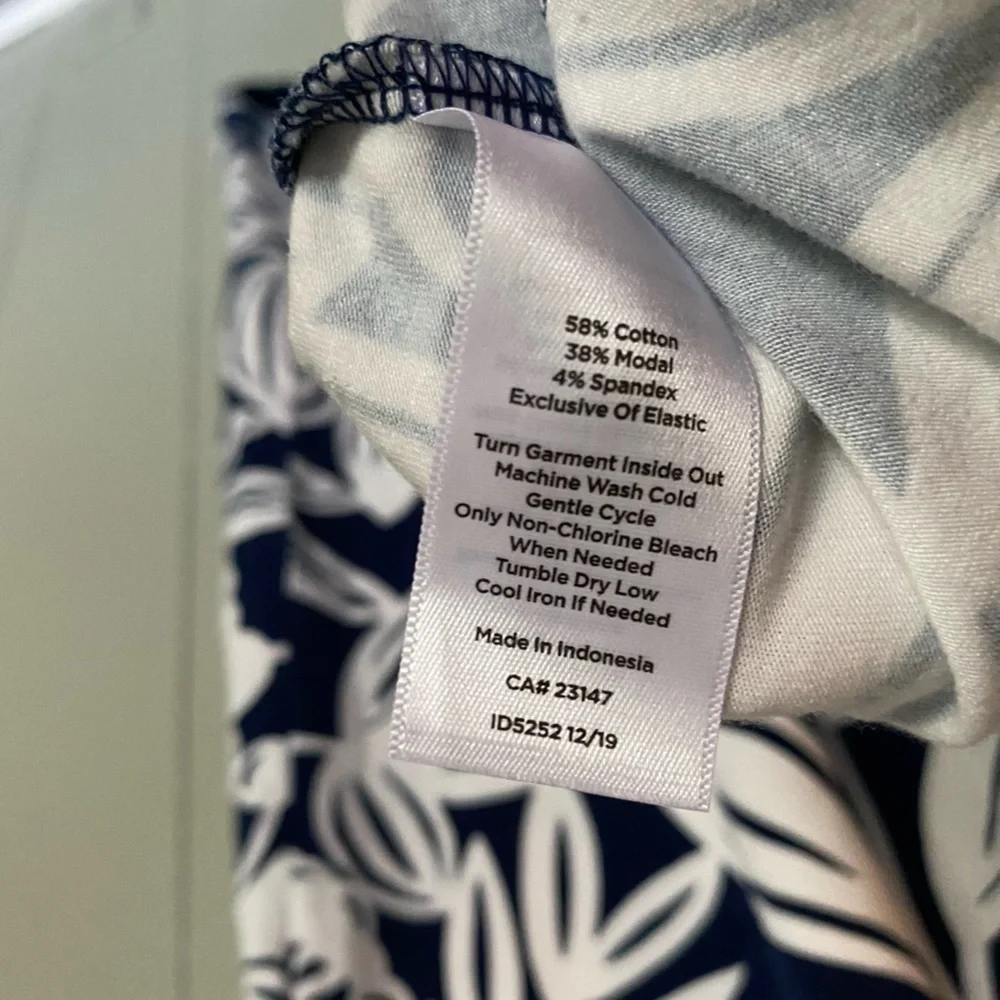 58% Cotton
38% Modal
4% Spandex
Exclusive Of Elastic
Turn Garment Inside Out
Machine Wash Cold
Gentle Cycle
Only Non-Chlorine Bleach
When Needed
Tumble Dry Low
Cool Iron If Needed
Made In Indonesia
CA# 23147
ID5252 12/19